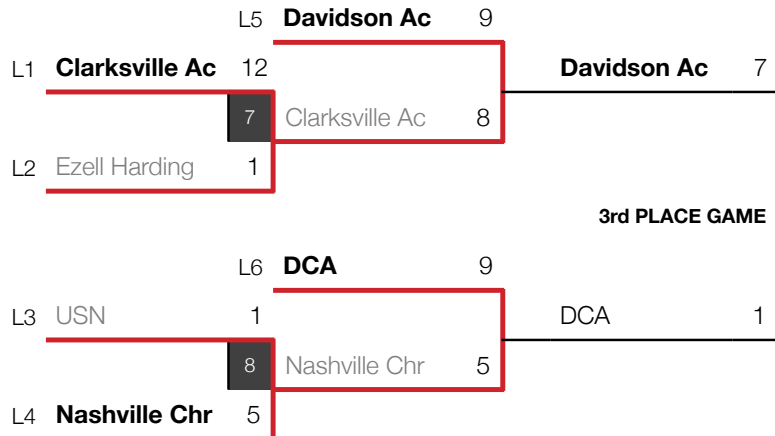 L5 Davidson Ac 9
L1 Clarksville Ac 12
Davidson Ac 7
7 Clarksville Ac 8
L2 Ezell Harding 1
3rd PLACE GAME
L6 DCA 9
L3 USN 1
DCA 1
8 Nashville Chr 5
L4 Nashville Chr 5